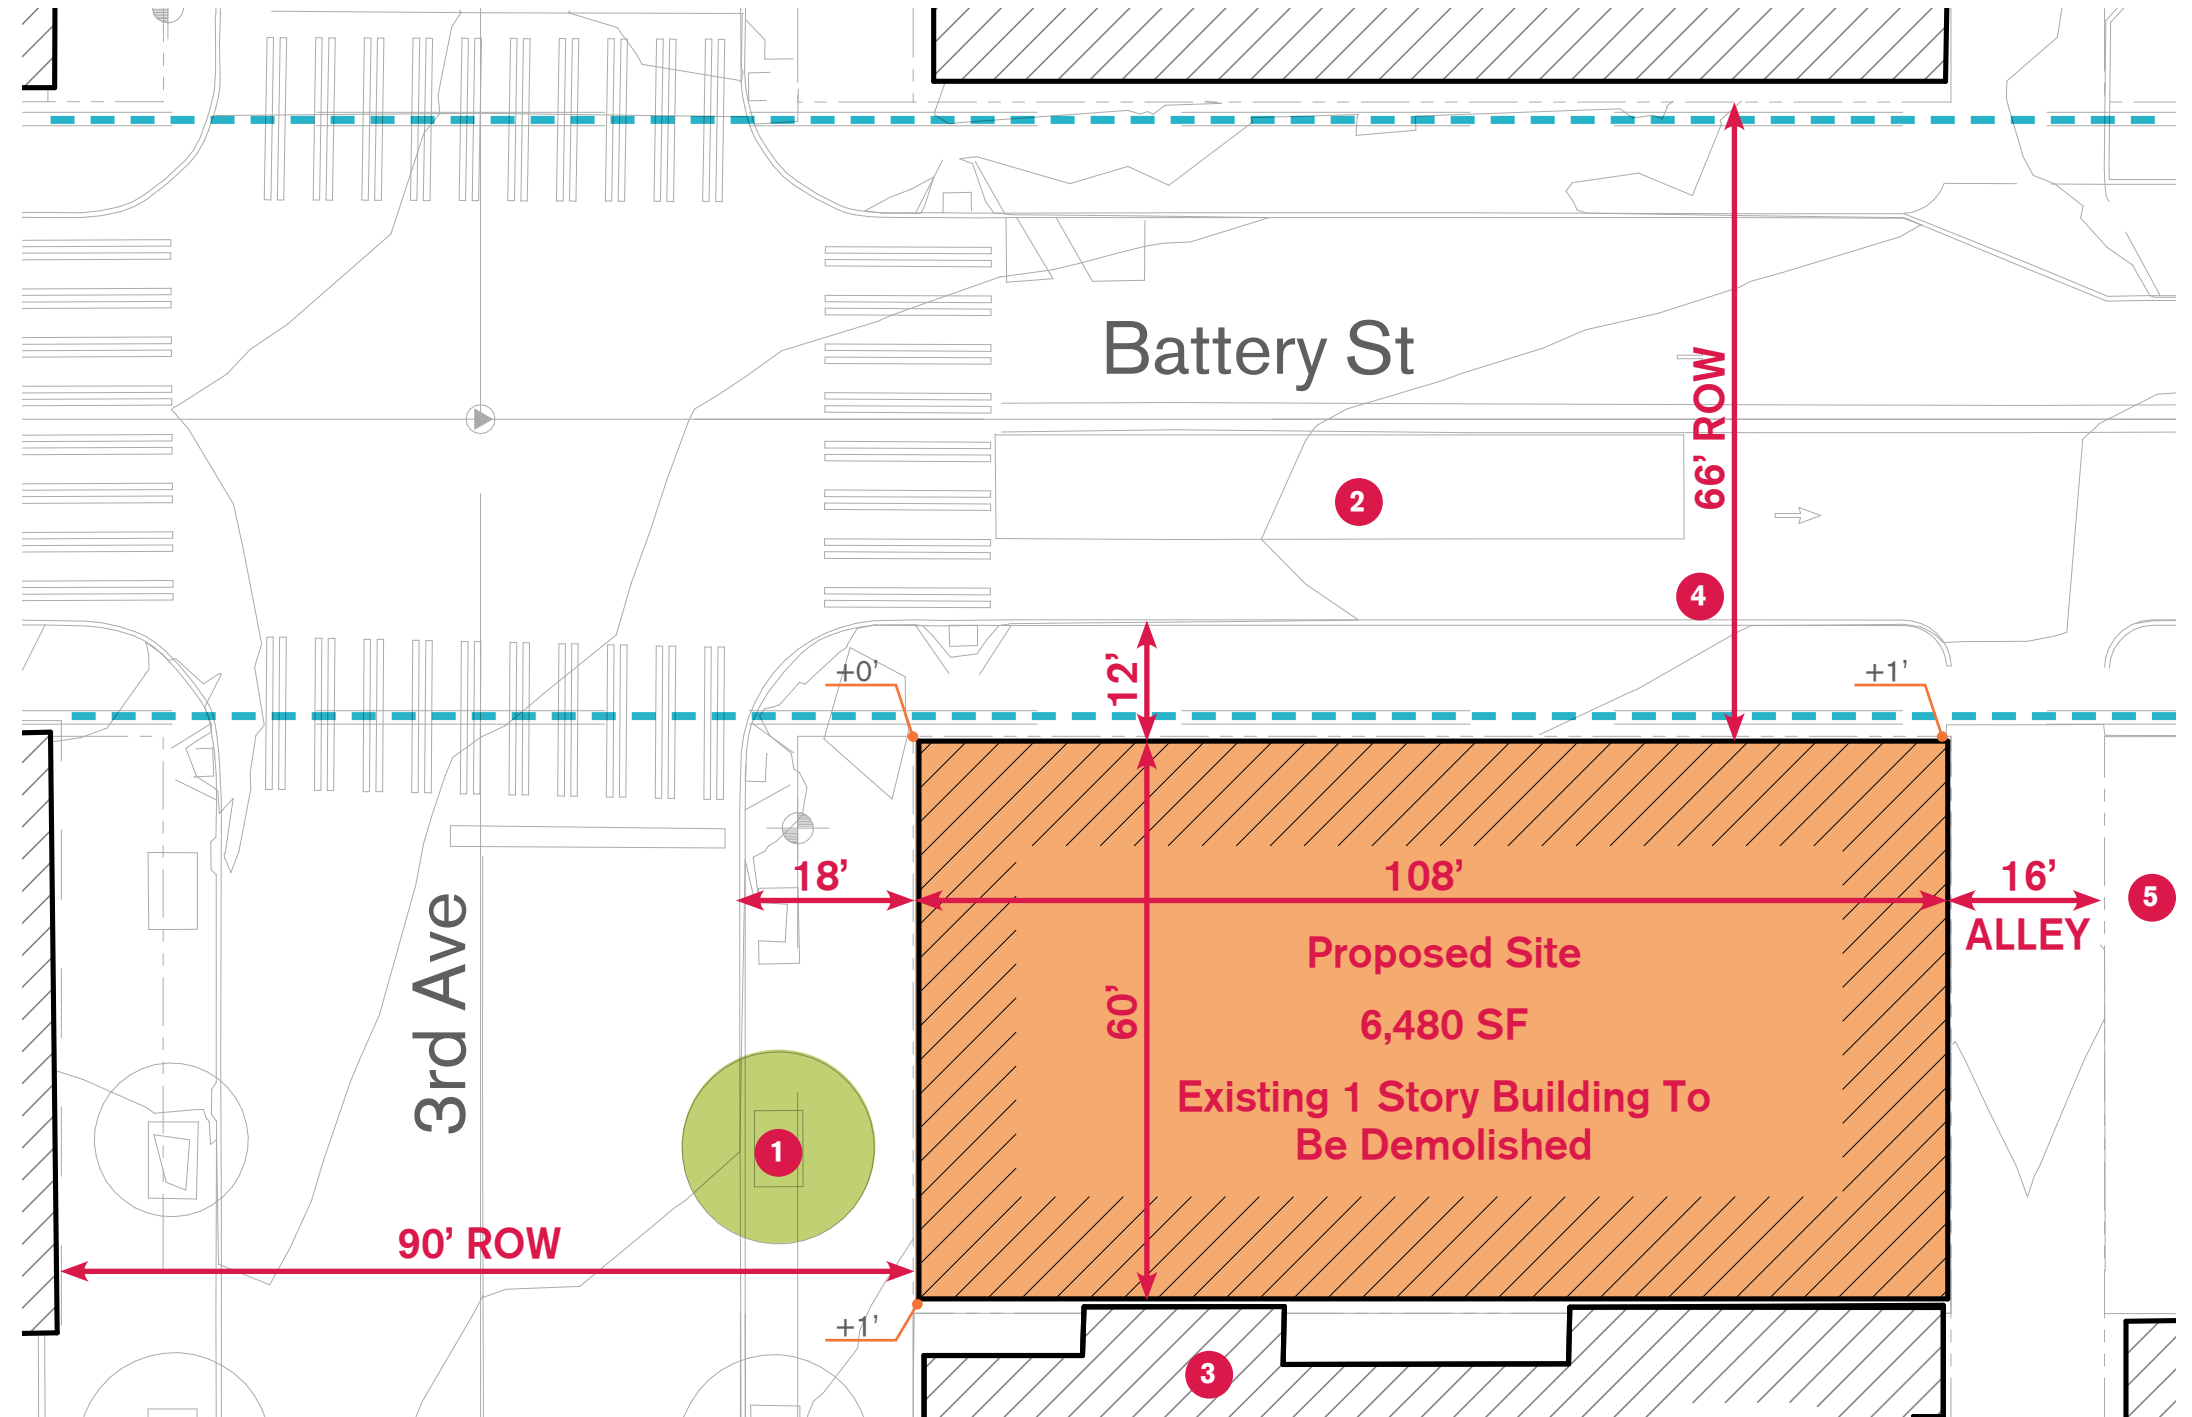 Battery St
66’ ROW
2
4
12’
+0’
+1’
18’
108’
16’
ALLEY
5
Proposed Site
6,480 SF
Existing 1 Story Building To
Be Demolished
60’
3rd Ave
1
90’ ROW
+1’
3